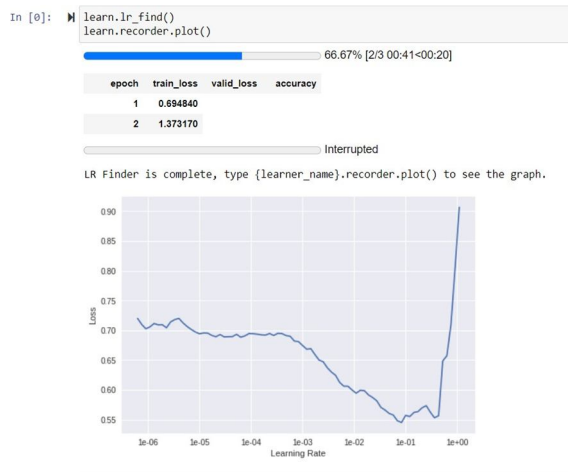 In [0]: learn.lr_find()
learn.recorder.plot()
66.67% [2/3 00:41<00:20]
epoch train_loss valid_loss accuracy
1 0.694840
2 1.373170
Interrupted
LR Finder is complete, type {learner_name}.recorder.plot() to see the graph.
0.90
0.85
0.80
0.75
0.70
0.65
0.60
0.55
Loss
1e-06 1e-05 1e-04 1e-03 1e-02 1e-01 1e+00
Learning Rate